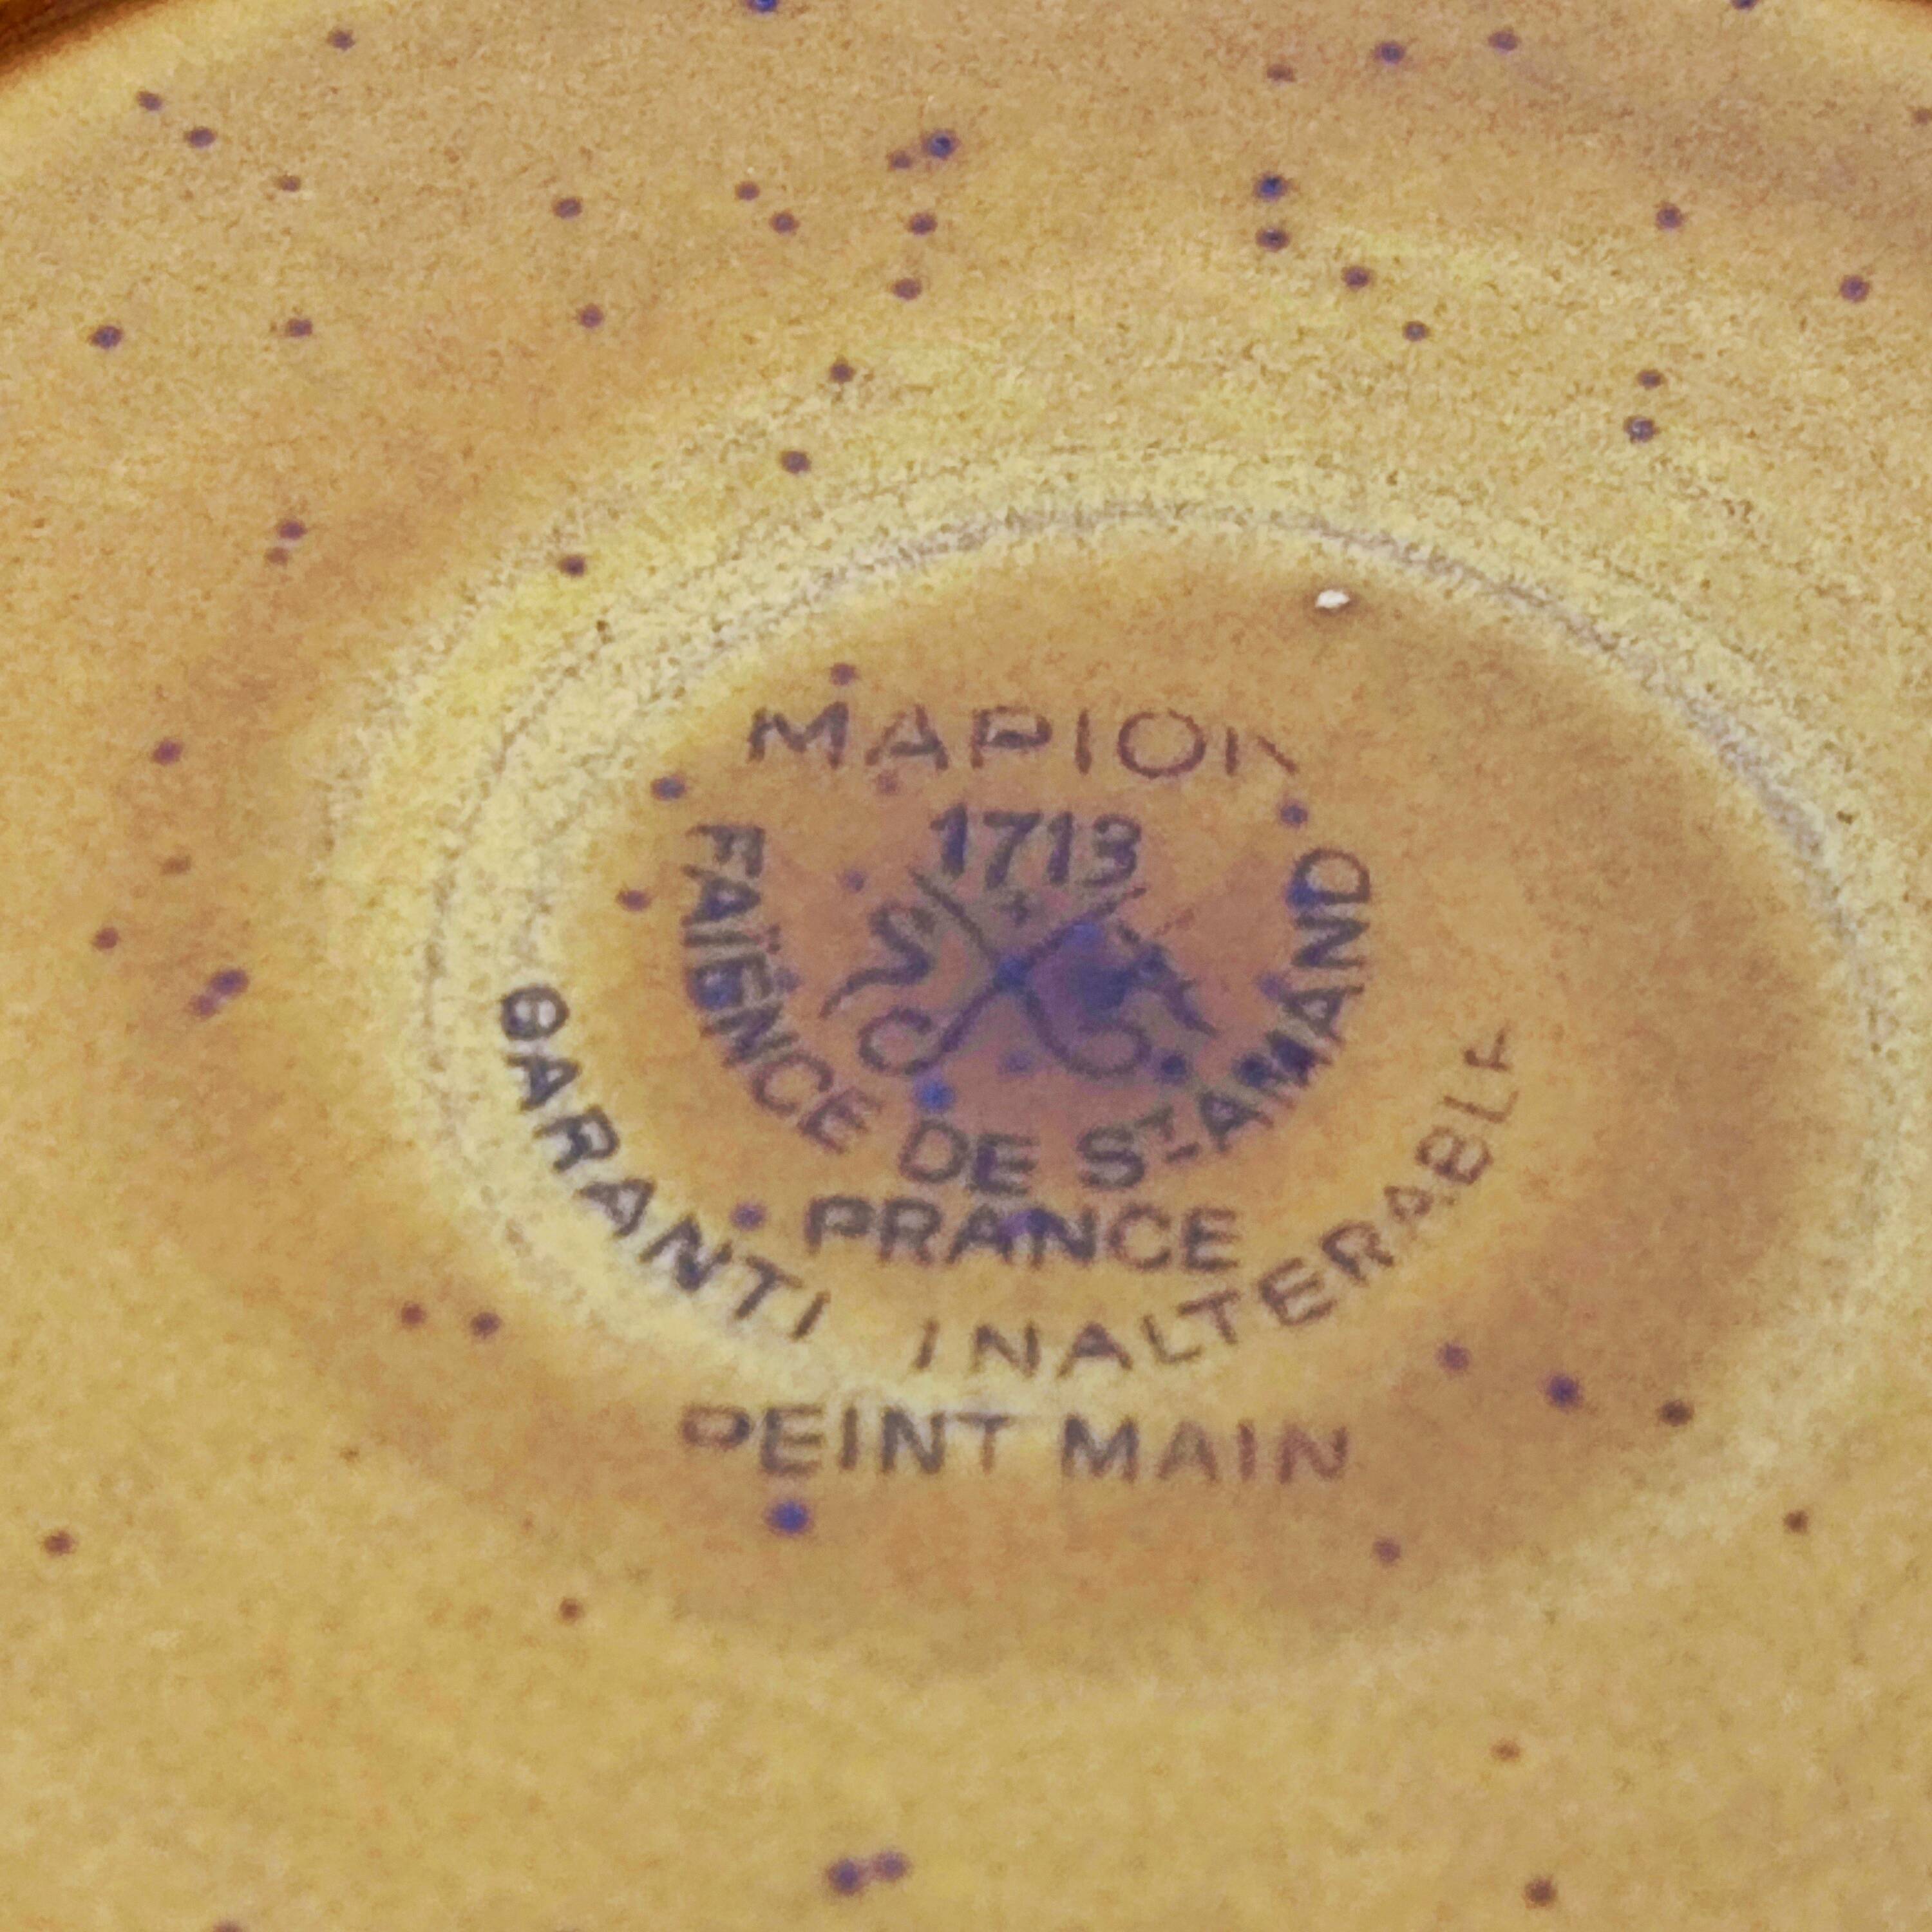 MARION
1713
FAÏENCE DE ST-AMAND
FRANCE
GARANTI INALTERABLE
PEINT MAIN